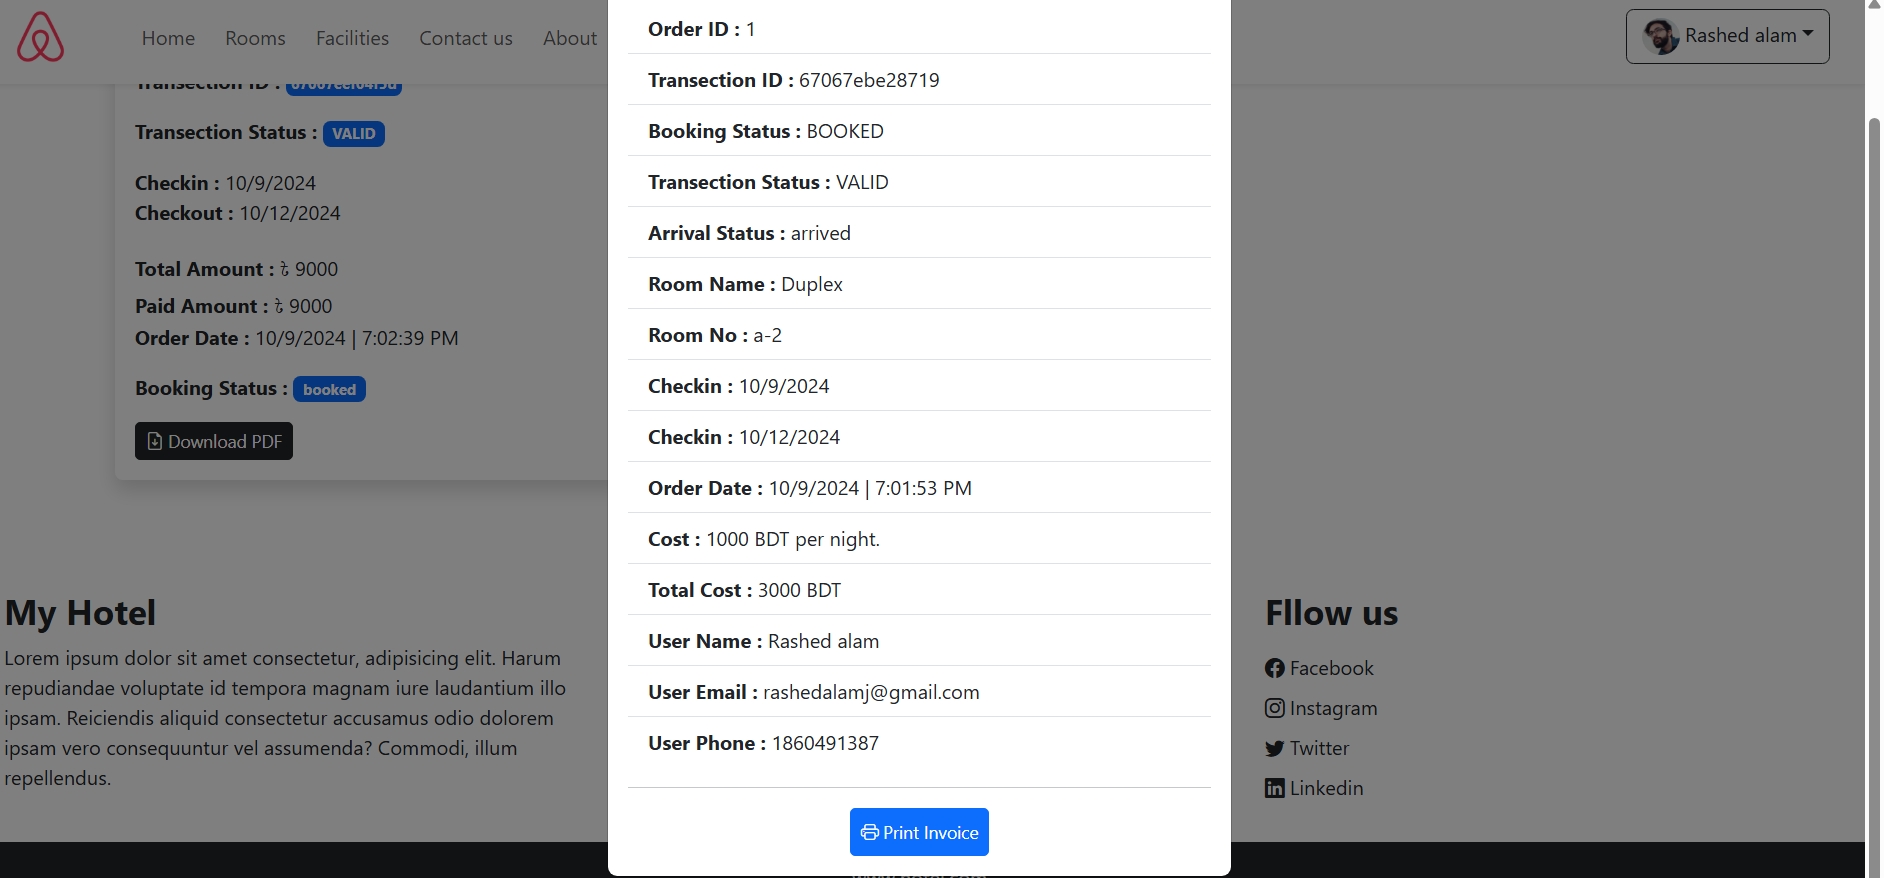 Home Rooms Facilities Contact us About
Rashed alam
Transection ID :
Transection Status : VALID
Checkin : 10/9/2024
Checkout : 10/12/2024
Total Amount : ৳ 9000
Paid Amount : ৳ 9000
Order Date : 10/9/2024 | 7:02:39 PM
Booking Status : booked
Download PDF
Order ID : 1
Transection ID : 67067ebe28719
Booking Status : BOOKED
Transection Status : VALID
Arrival Status : arrived
Room Name : Duplex
Room No : a-2
Checkin : 10/9/2024
Checkin : 10/12/2024
Order Date : 10/9/2024 | 7:01:53 PM
Cost : 1000 BDT per night.
Total Cost : 3000 BDT
User Name : Rashed alam
User Email : rashedalamj@gmail.com
User Phone : 1860491387
Print Invoice
My Hotel
Lorem ipsum dolor sit amet consectetur, adipisicing elit. Harum
repudiandae voluptate id tempora magnam iure laudantium illo
ipsam. Reiciendis aliquid consectetur accusamus odio dolorem
ipsam vero consequuntur vel assumenda? Commodi, illum
repellendus.
Fllow us
Facebook
Instagram
Twitter
Linkedin